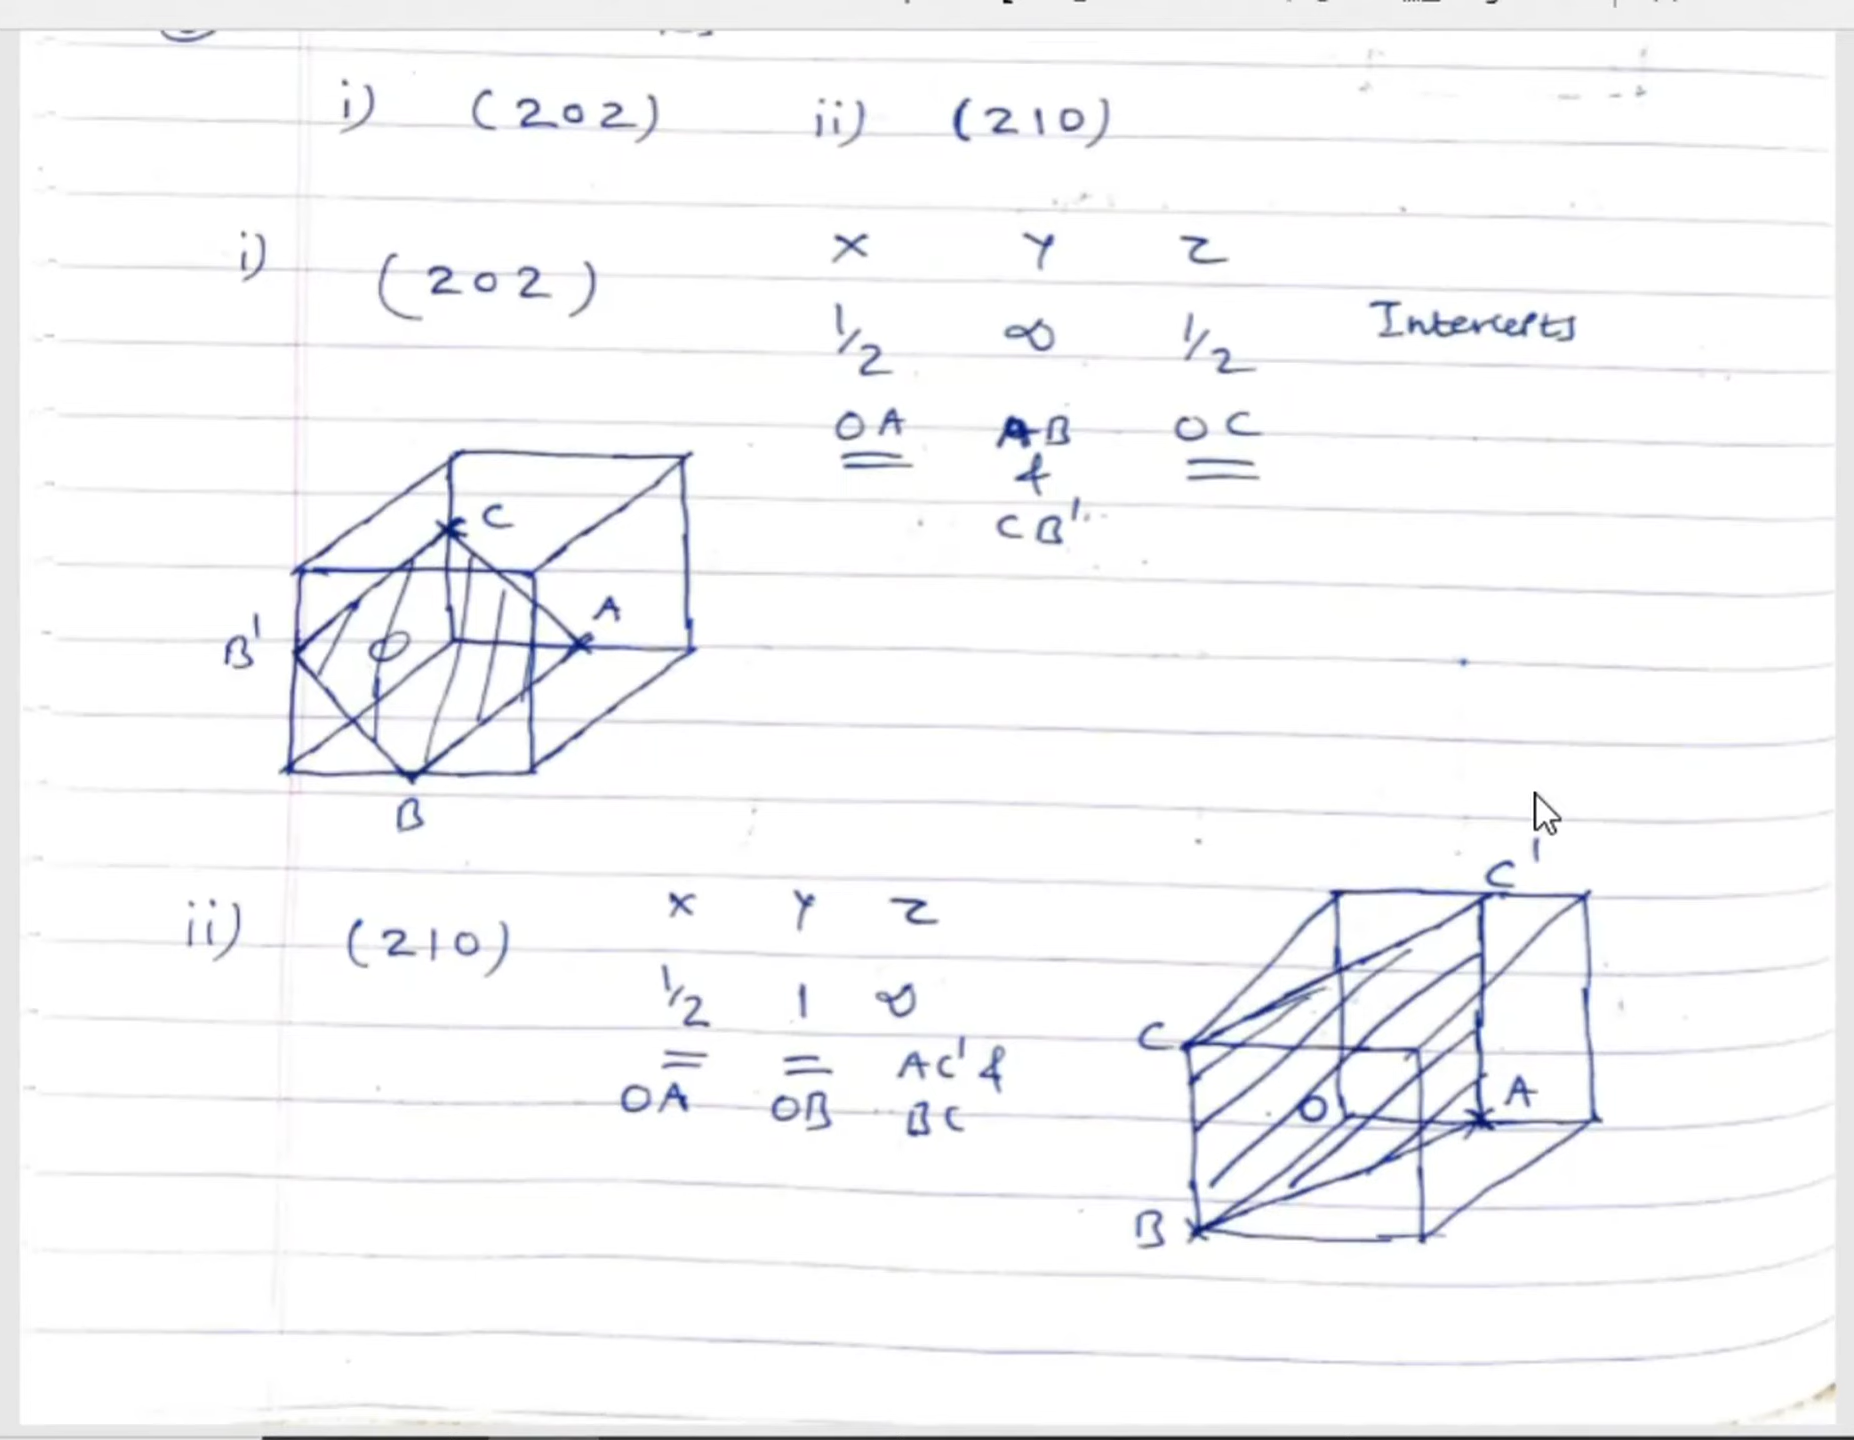 i) (202) ii) (210)
i) (202) X Y Z
1/2 ∞ 1/2 Intercepts
OA AB OC
&
CB'
C
A
B'
O
B
C'
ii) (210) X Y Z
1/2 1 ∞
C
AC' &
OA OB BC
O A
B